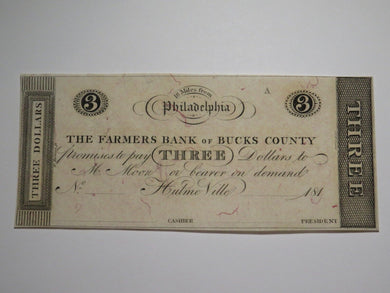 18 Miles from
A
3 Philadelphia 3
THE FARMERS BANK OF BUCKS COUNTY
Promises to pay THREE Dollars to
M. Moon or bearer on demand
No. Hulme Ville 181
CASHIER PRESIDENT
THREE DOLLARS
THREE